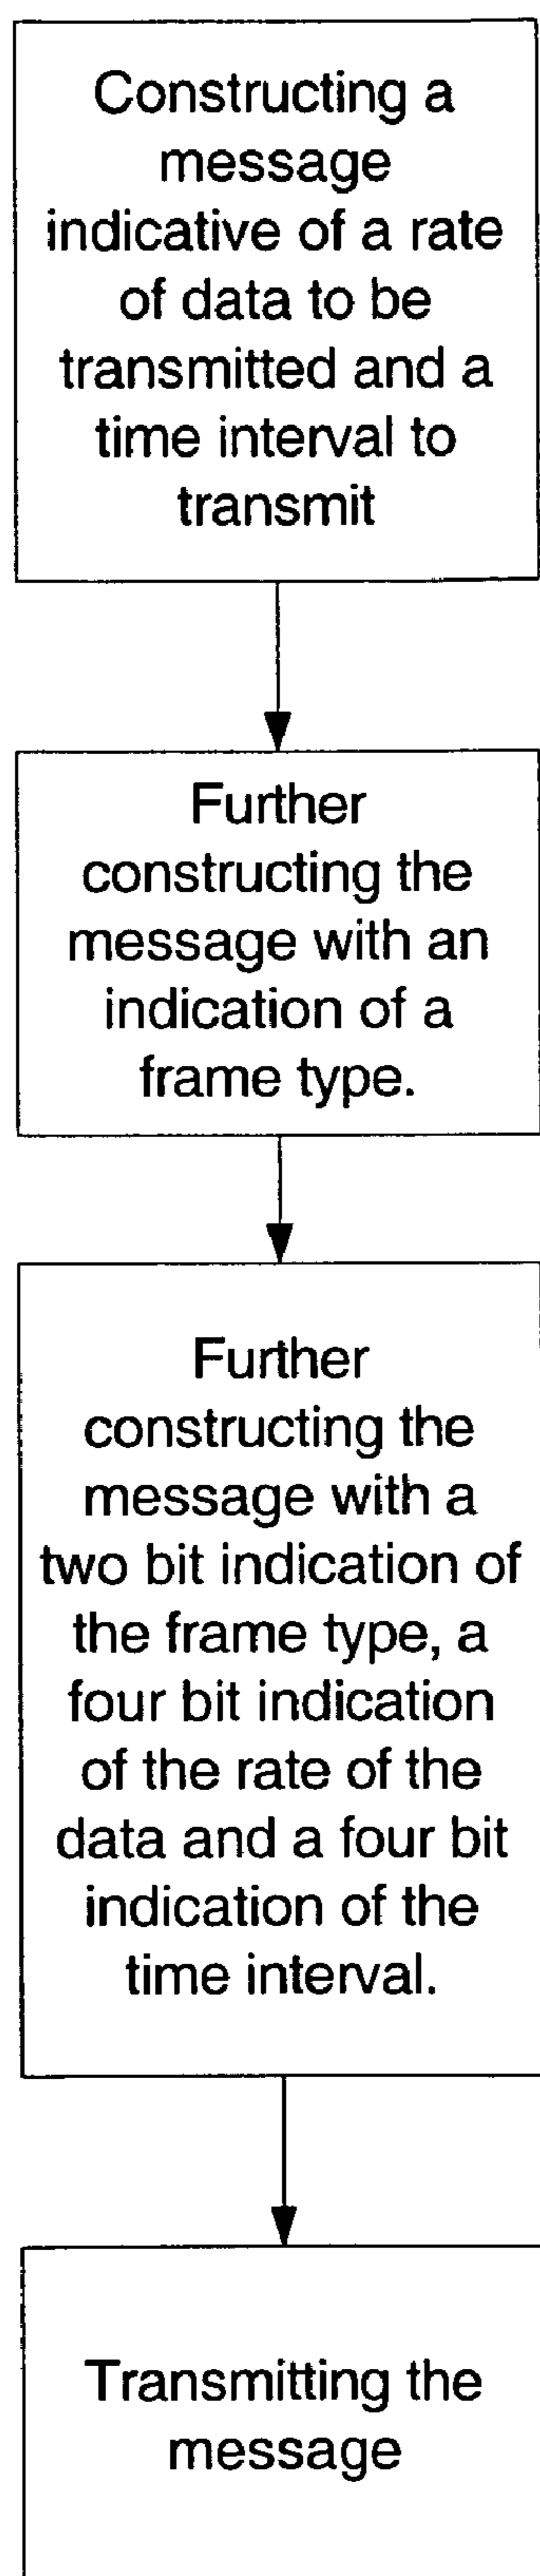 Constructing a
message
indicative of a rate
of data to be
transmitted and a
time interval to
transmit
Further
constructing the
message with an
indication of a
frame type.
Further
constructing the
message with a
two bit indication of
the frame type, a
four bit indication
of the rate of the
data and a four bit
indication of the
time interval.
Transmitting the
message